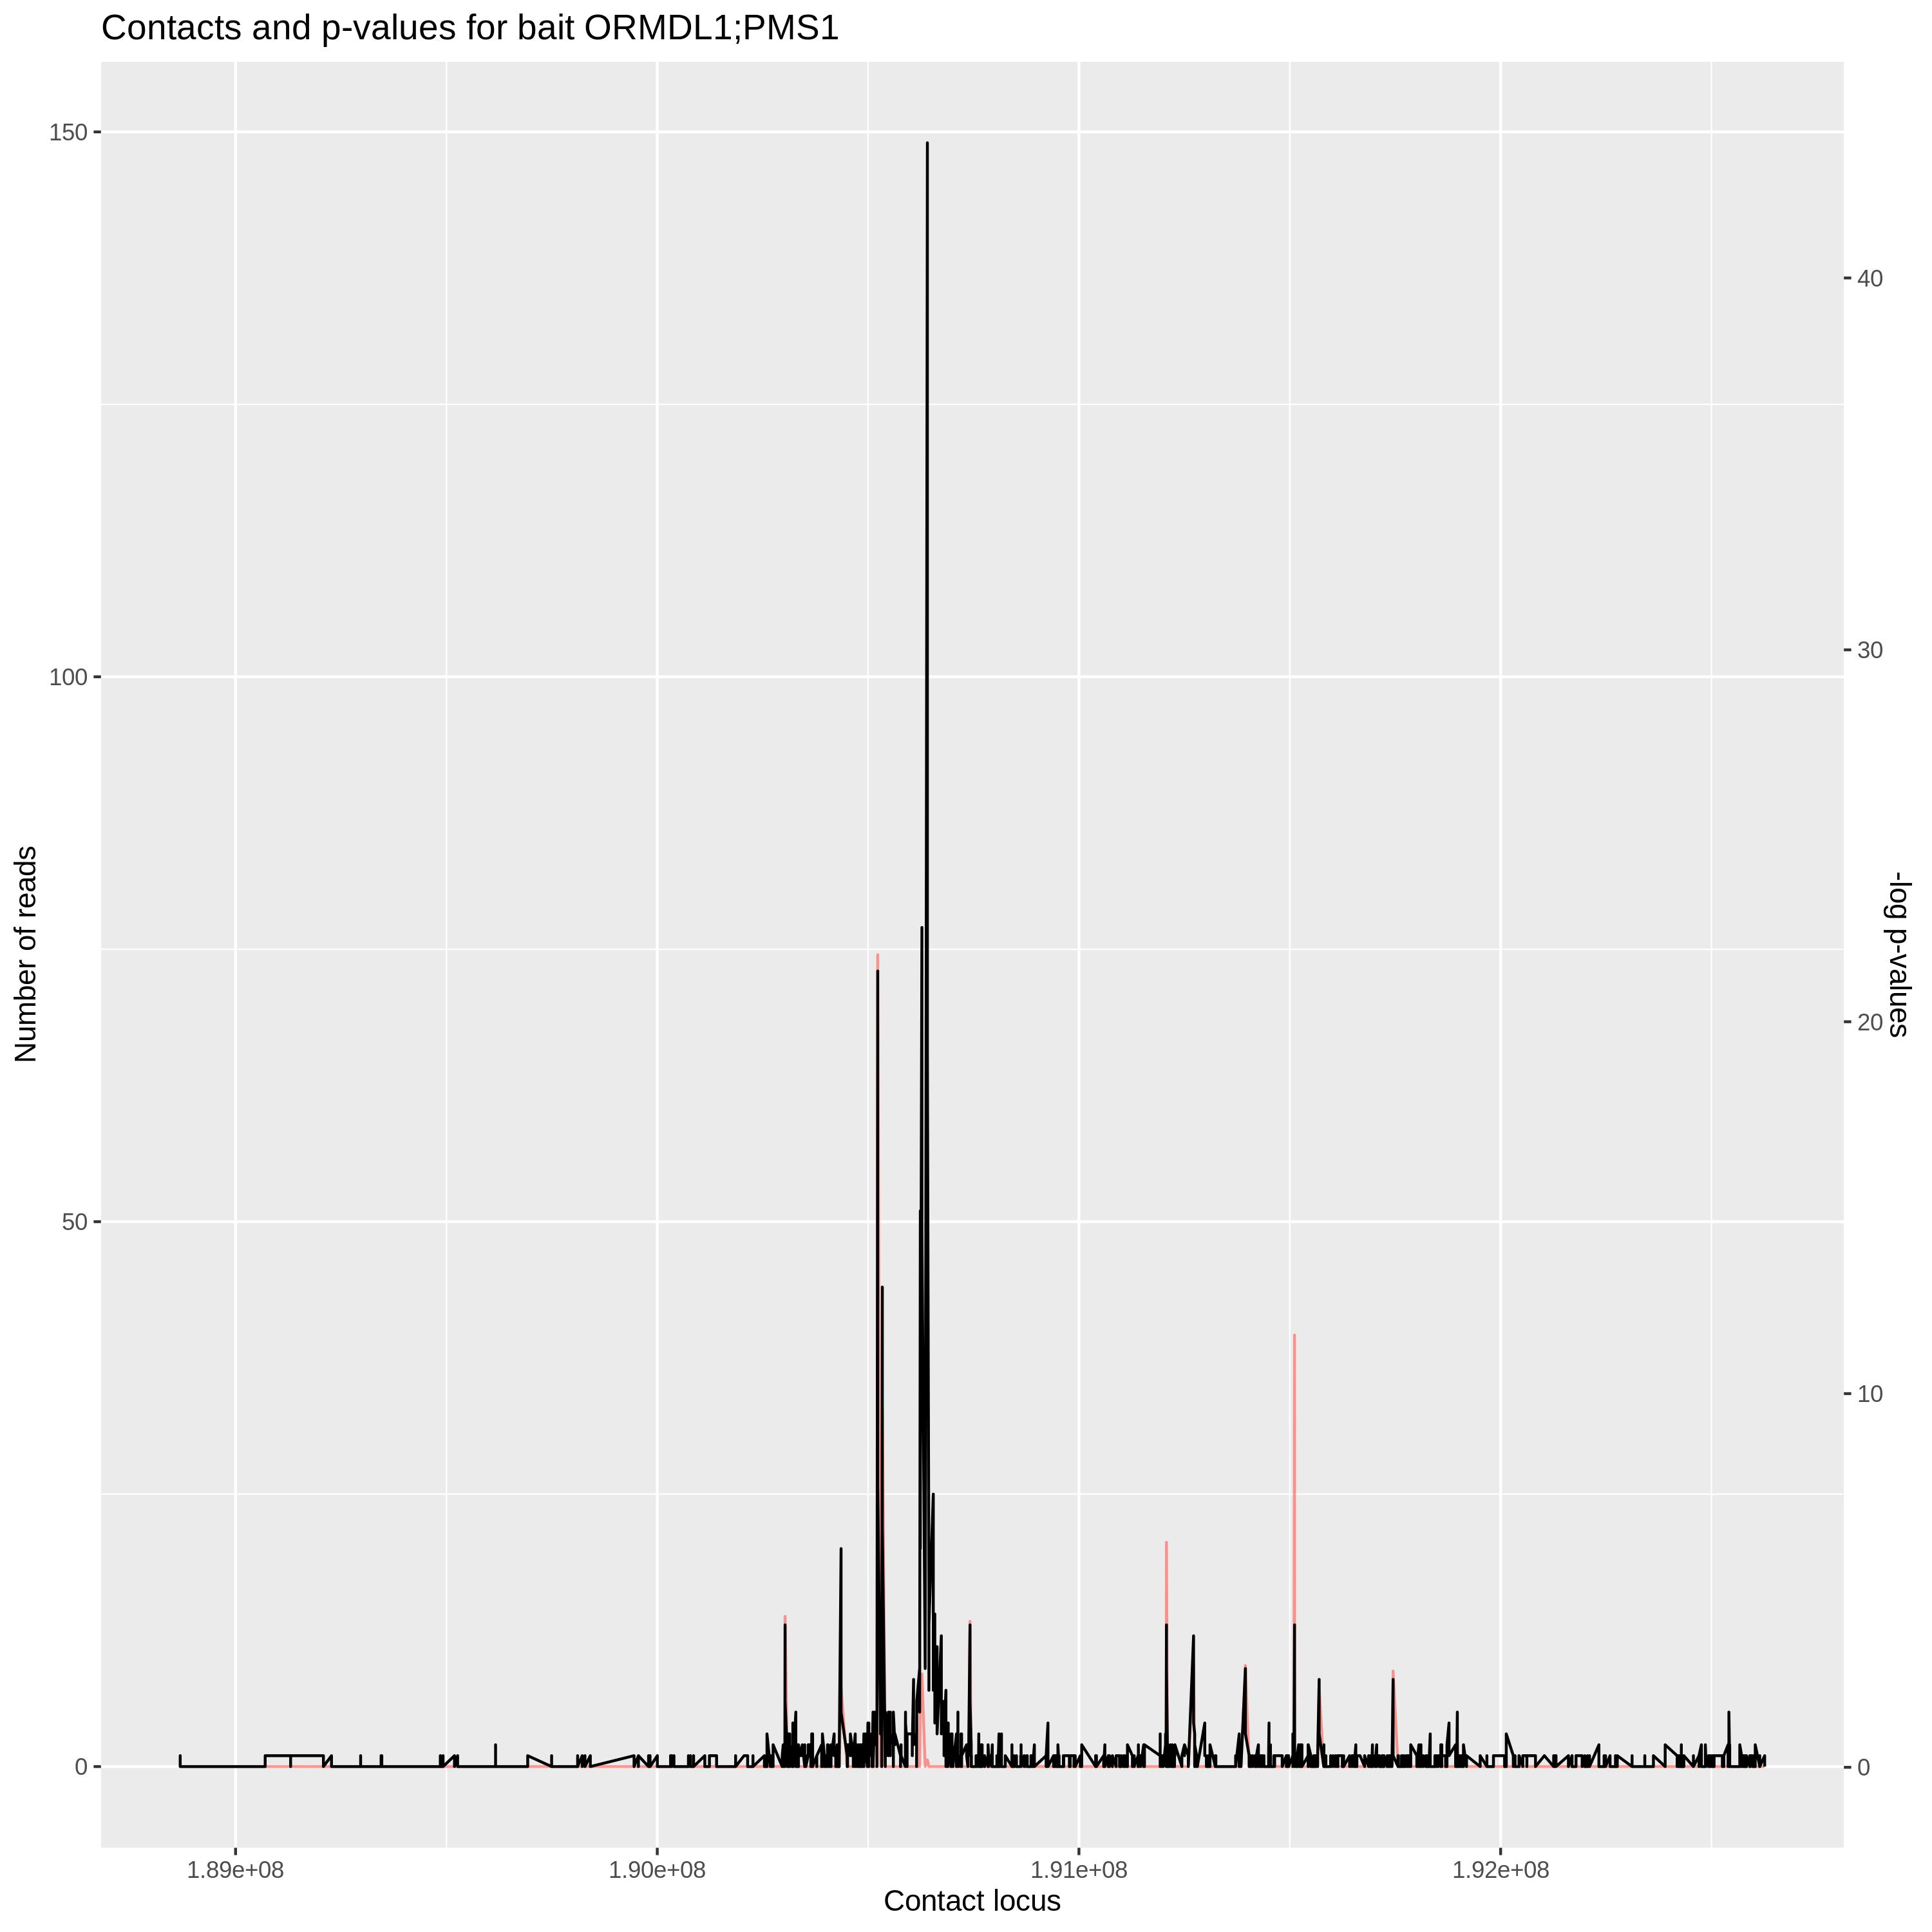 Contacts and p-values for bait ORMDL1;PMS1
150
100
50
0
Number of reads
40
30
20
10
0
-log p-values
1.89e+08
1.90e+08
1.91e+08
1.92e+08
Contact locus